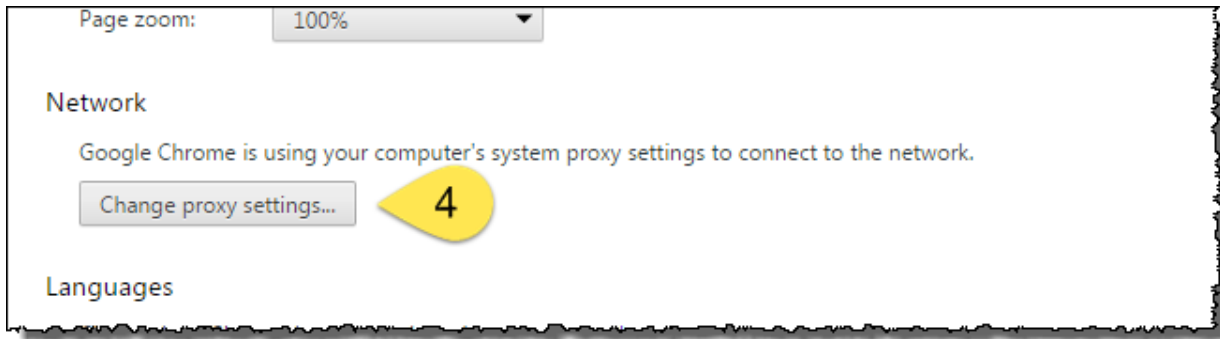 Page zoom: 100%
Network
Google Chrome is using your computer's system proxy settings to connect to the network.
Change proxy settings... 4
Languages